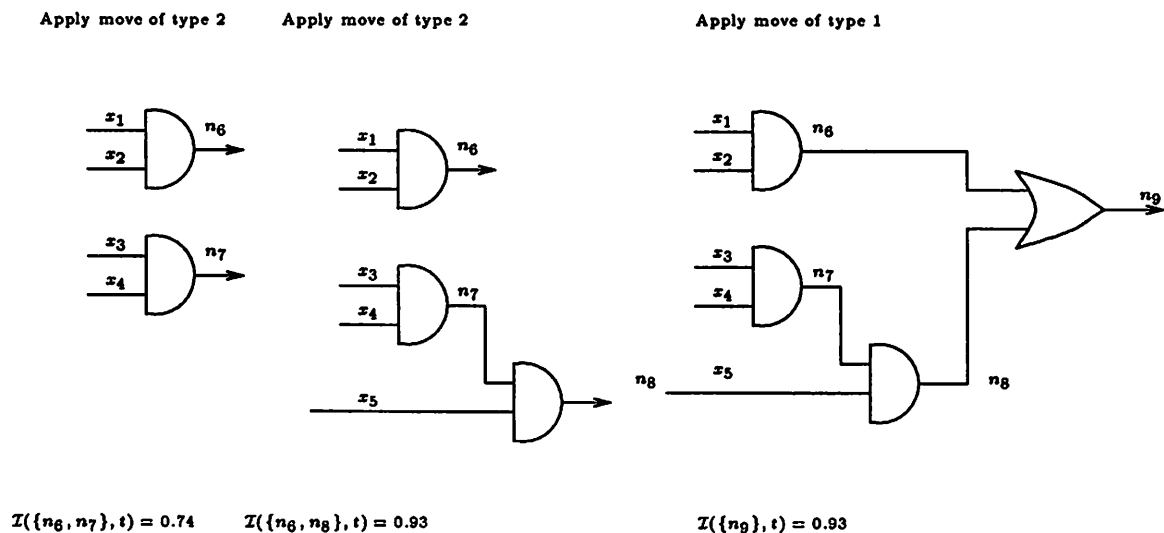 Apply move of type 2 Apply move of type 2 Apply move of type 1
x₁ n₆
x₂
x₃ n₇
x₄
x₁ n₆
x₂
x₃ n₇
x₄
x₅ n₈
x₁ n₆
x₂
x₃ n₇
x₄
x₅ n₈
n₉
𝓘({n₆, n₇}, t) = 0.74 𝓘({n₆, n₈}, t) = 0.93 𝓘({n₉}, t) = 0.93